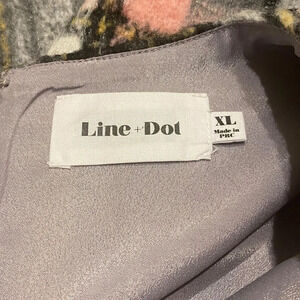 Line + Dot
XL
Made in
PRC